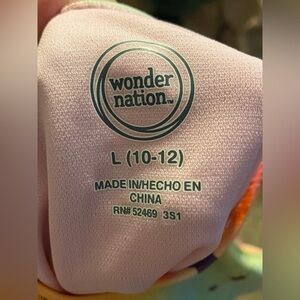 wonder
nation™
L (10-12)
MADE IN/HECHO EN
CHINA
RN# 52469 3S1